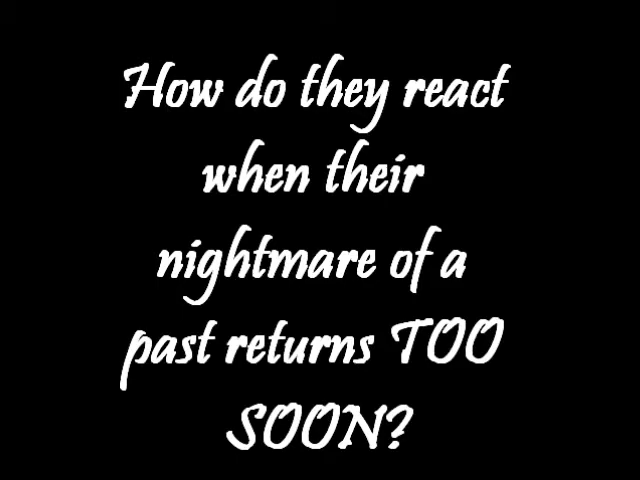 How do they react
when their
nightmare of a
past returns TOO
SOON?